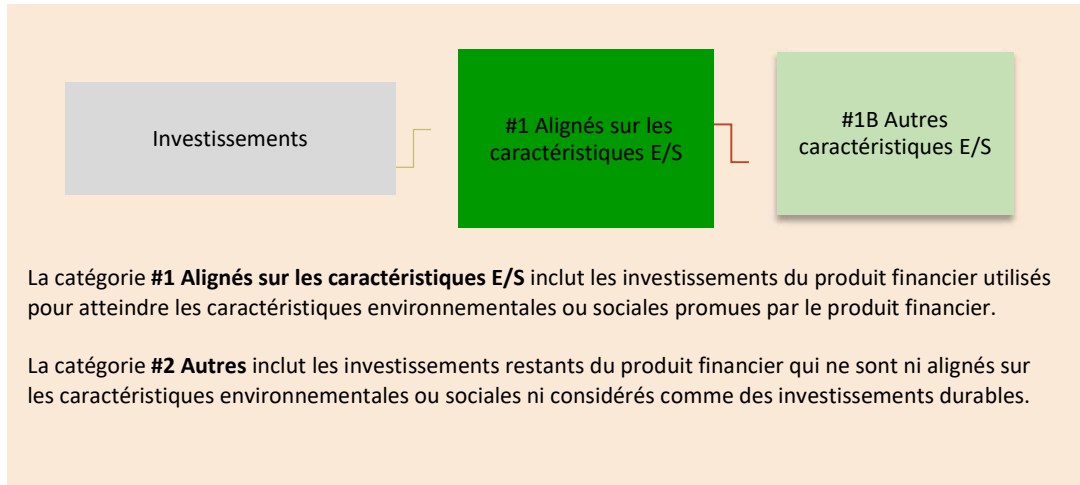 Investissements
#1 Alignés sur les
caractéristiques E/S
#1B Autres
caractéristiques E/S
La catégorie #1 Alignés sur les caractéristiques E/S inclut les investissements du produit financier utilisés
pour atteindre les caractéristiques environnementales ou sociales promues par le produit financier.
La catégorie #2 Autres inclut les investissements restants du produit financier qui ne sont ni alignés sur
les caractéristiques environnementales ou sociales ni considérés comme des investissements durables.